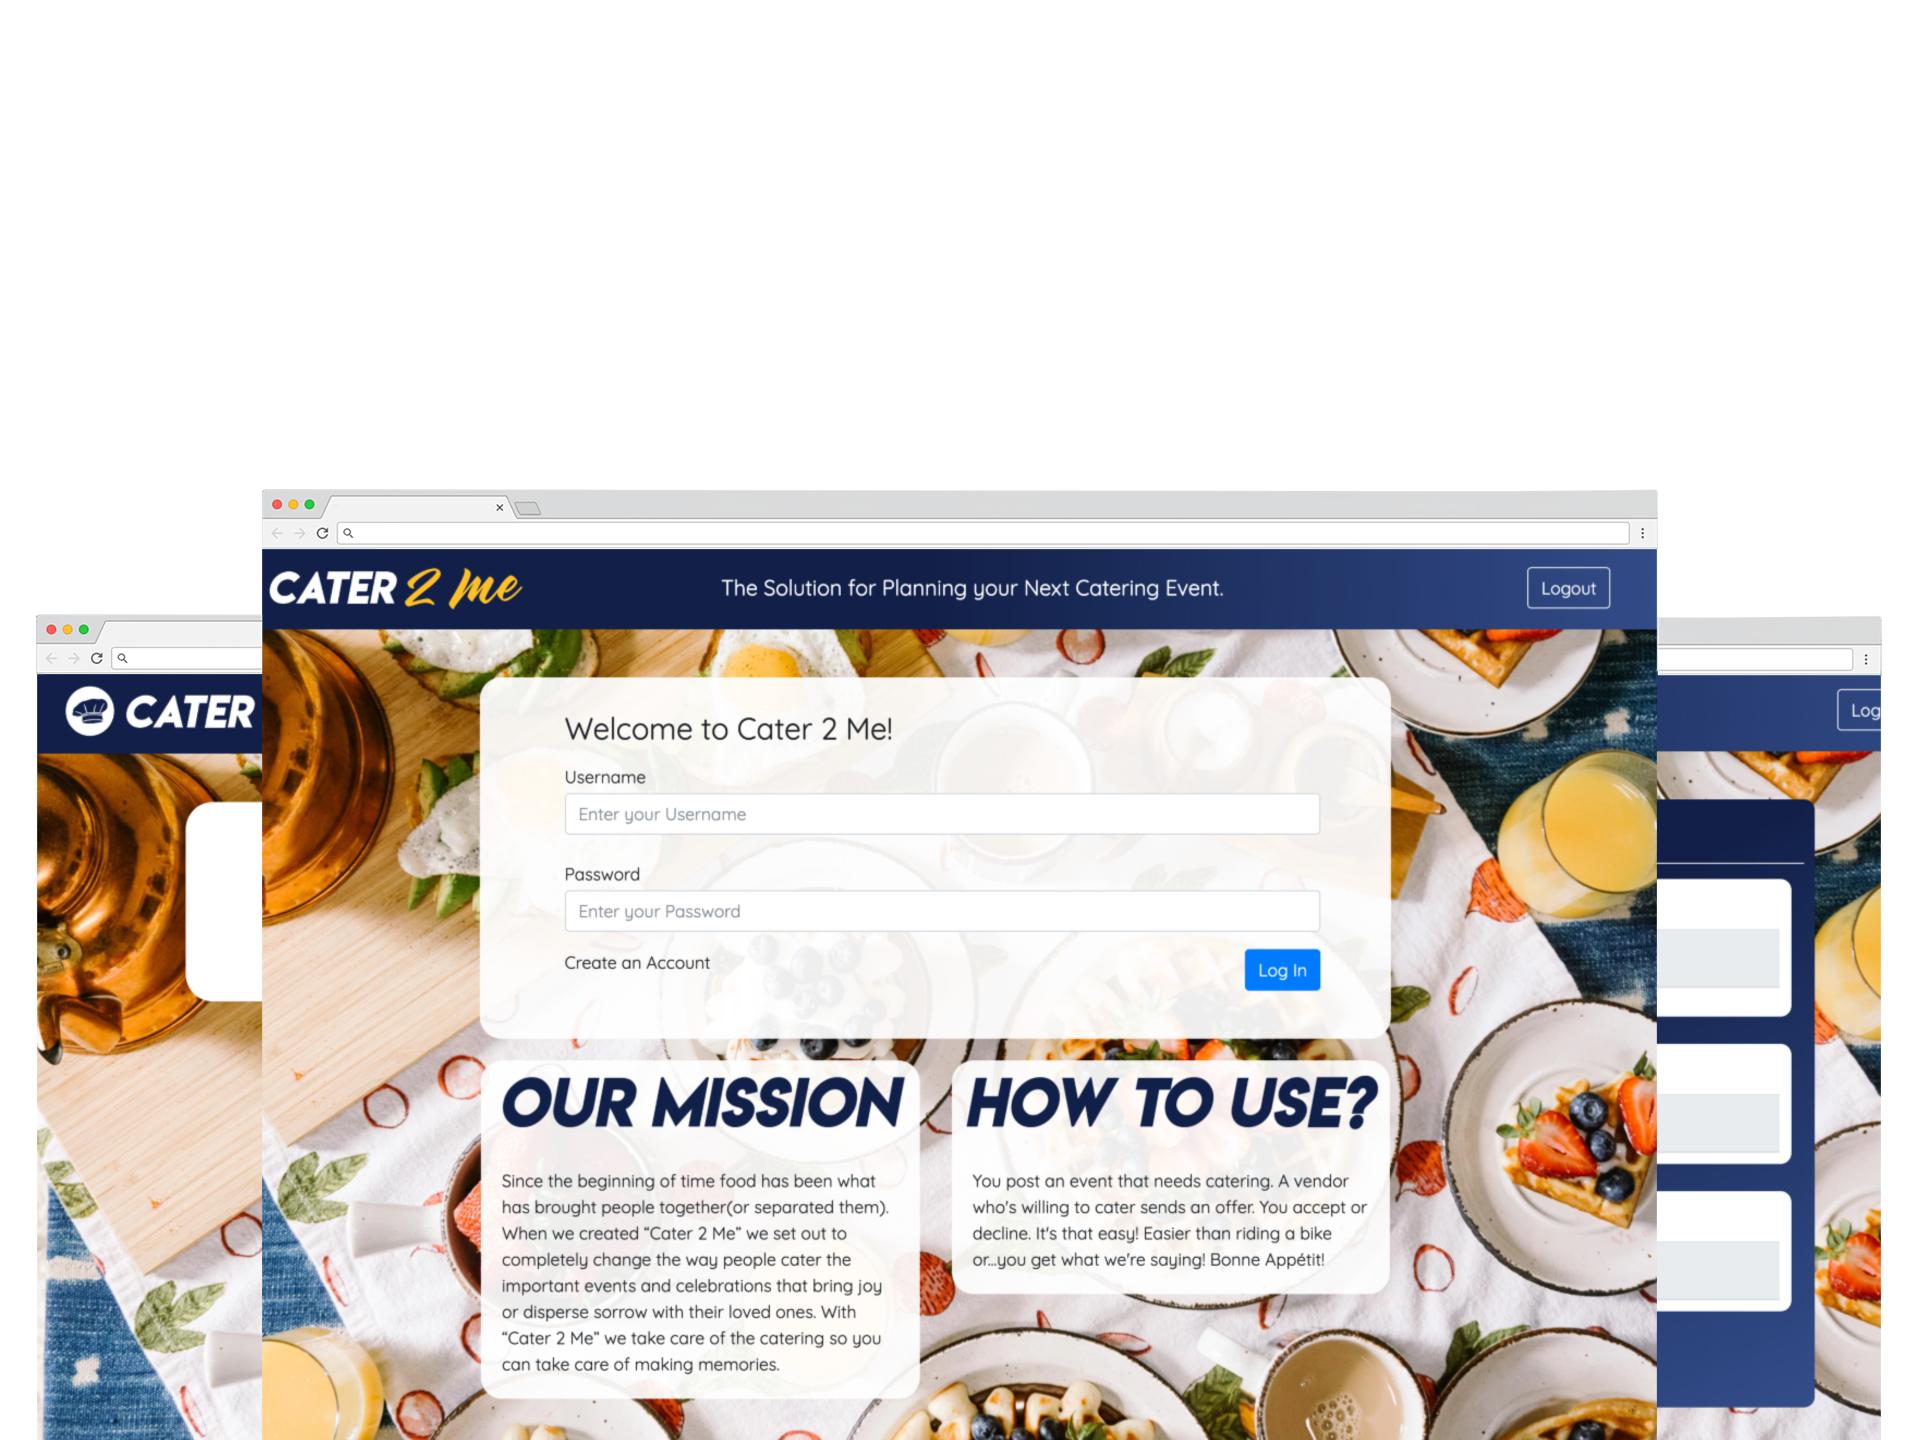 CATER 2 Me
The Solution for Planning your Next Catering Event.
Logout
CATER
Log
Welcome to Cater 2 Me!
Username
Enter your Username
Password
Enter your Password
Create an Account
Log In
OUR MISSION
Since the beginning of time food has been what
has brought people together(or separated them).
When we created “Cater 2 Me” we set out to
completely change the way people cater the
important events and celebrations that bring joy
or disperse sorrow with their loved ones. With
“Cater 2 Me” we take care of the catering so you
can take care of making memories.
HOW TO USE?
You post an event that needs catering. A vendor
who's willing to cater sends an offer. You accept or
decline. It's that easy! Easier than riding a bike
or...you get what we're saying! Bonne Appétit!